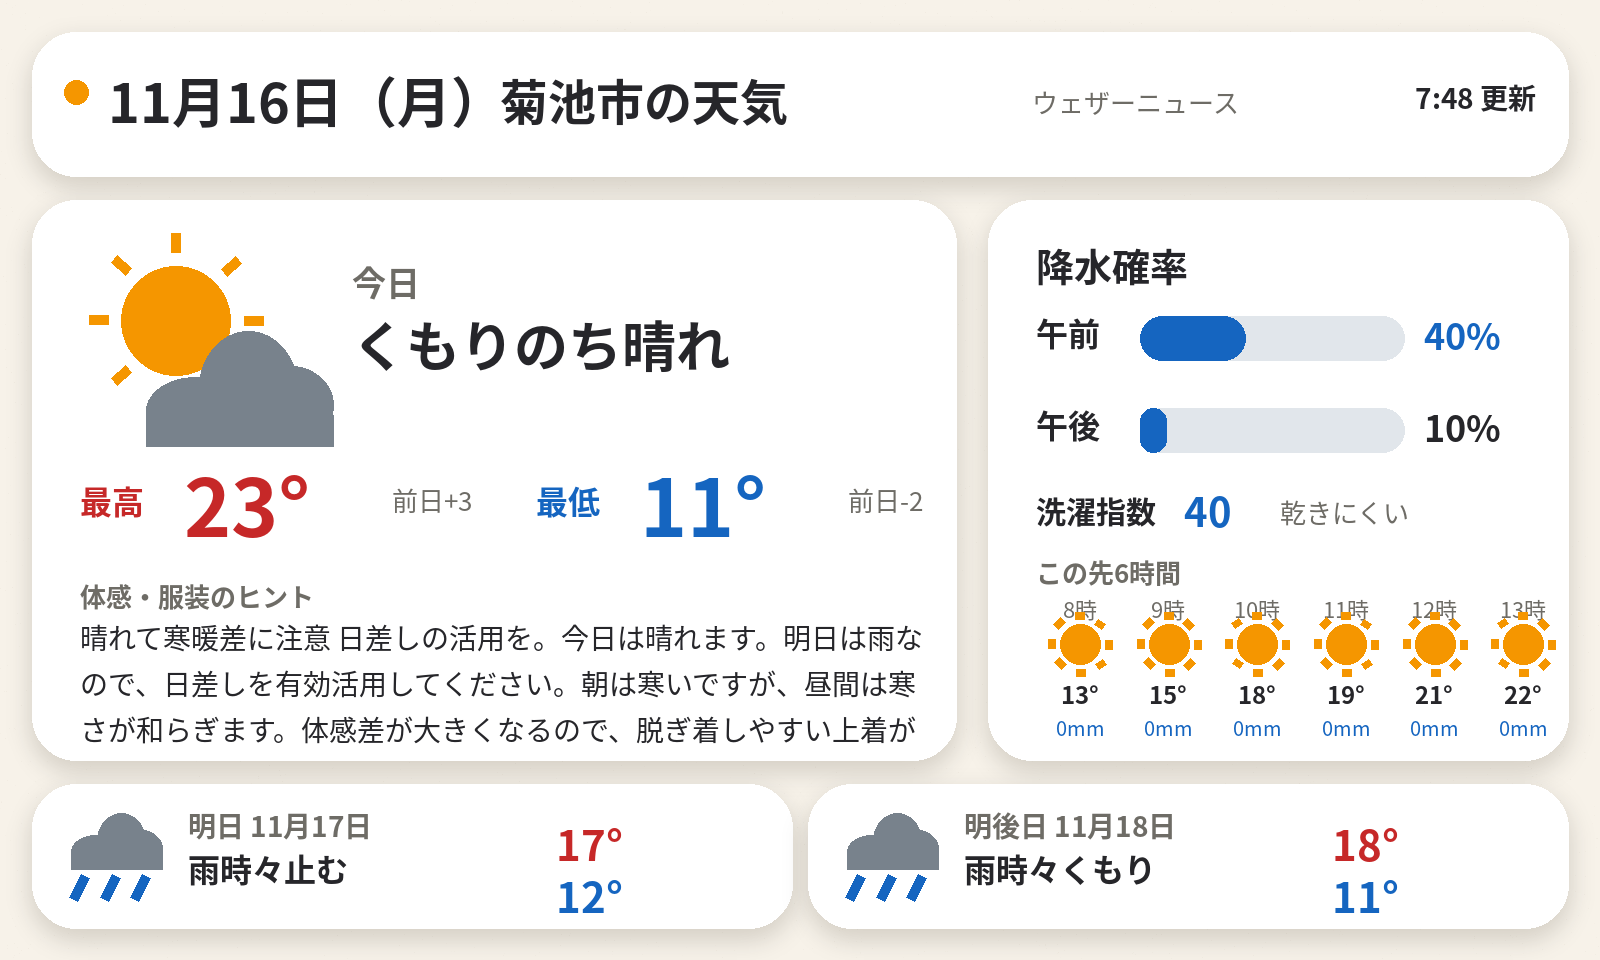 11月16日（月）菊池市の天気
ウェザーニュース
7:48 更新
今日
くもりのち晴れ
最高 23° 前日+3 最低 11° 前日-2
体感・服装のヒント
晴れて寒暖差に注意 日差しの活用を。今日は晴れます。明日は雨な
ので、日差しを有効活用してください。朝は寒いですが、昼間は寒
さが和らぎます。体感差が大きくなるので、脱ぎ着しやすい上着が
降水確率
午前 40%
午後 10%
洗濯指数 40 乾きにくい
この先6時間
8時 9時 10時 11時 12時 13時
13° 15° 18° 19° 21° 22°
0mm 0mm 0mm 0mm 0mm 0mm
明日 11月17日
雨時々止む
17°
12°
明後日 11月18日
雨時々くもり
18°
11°